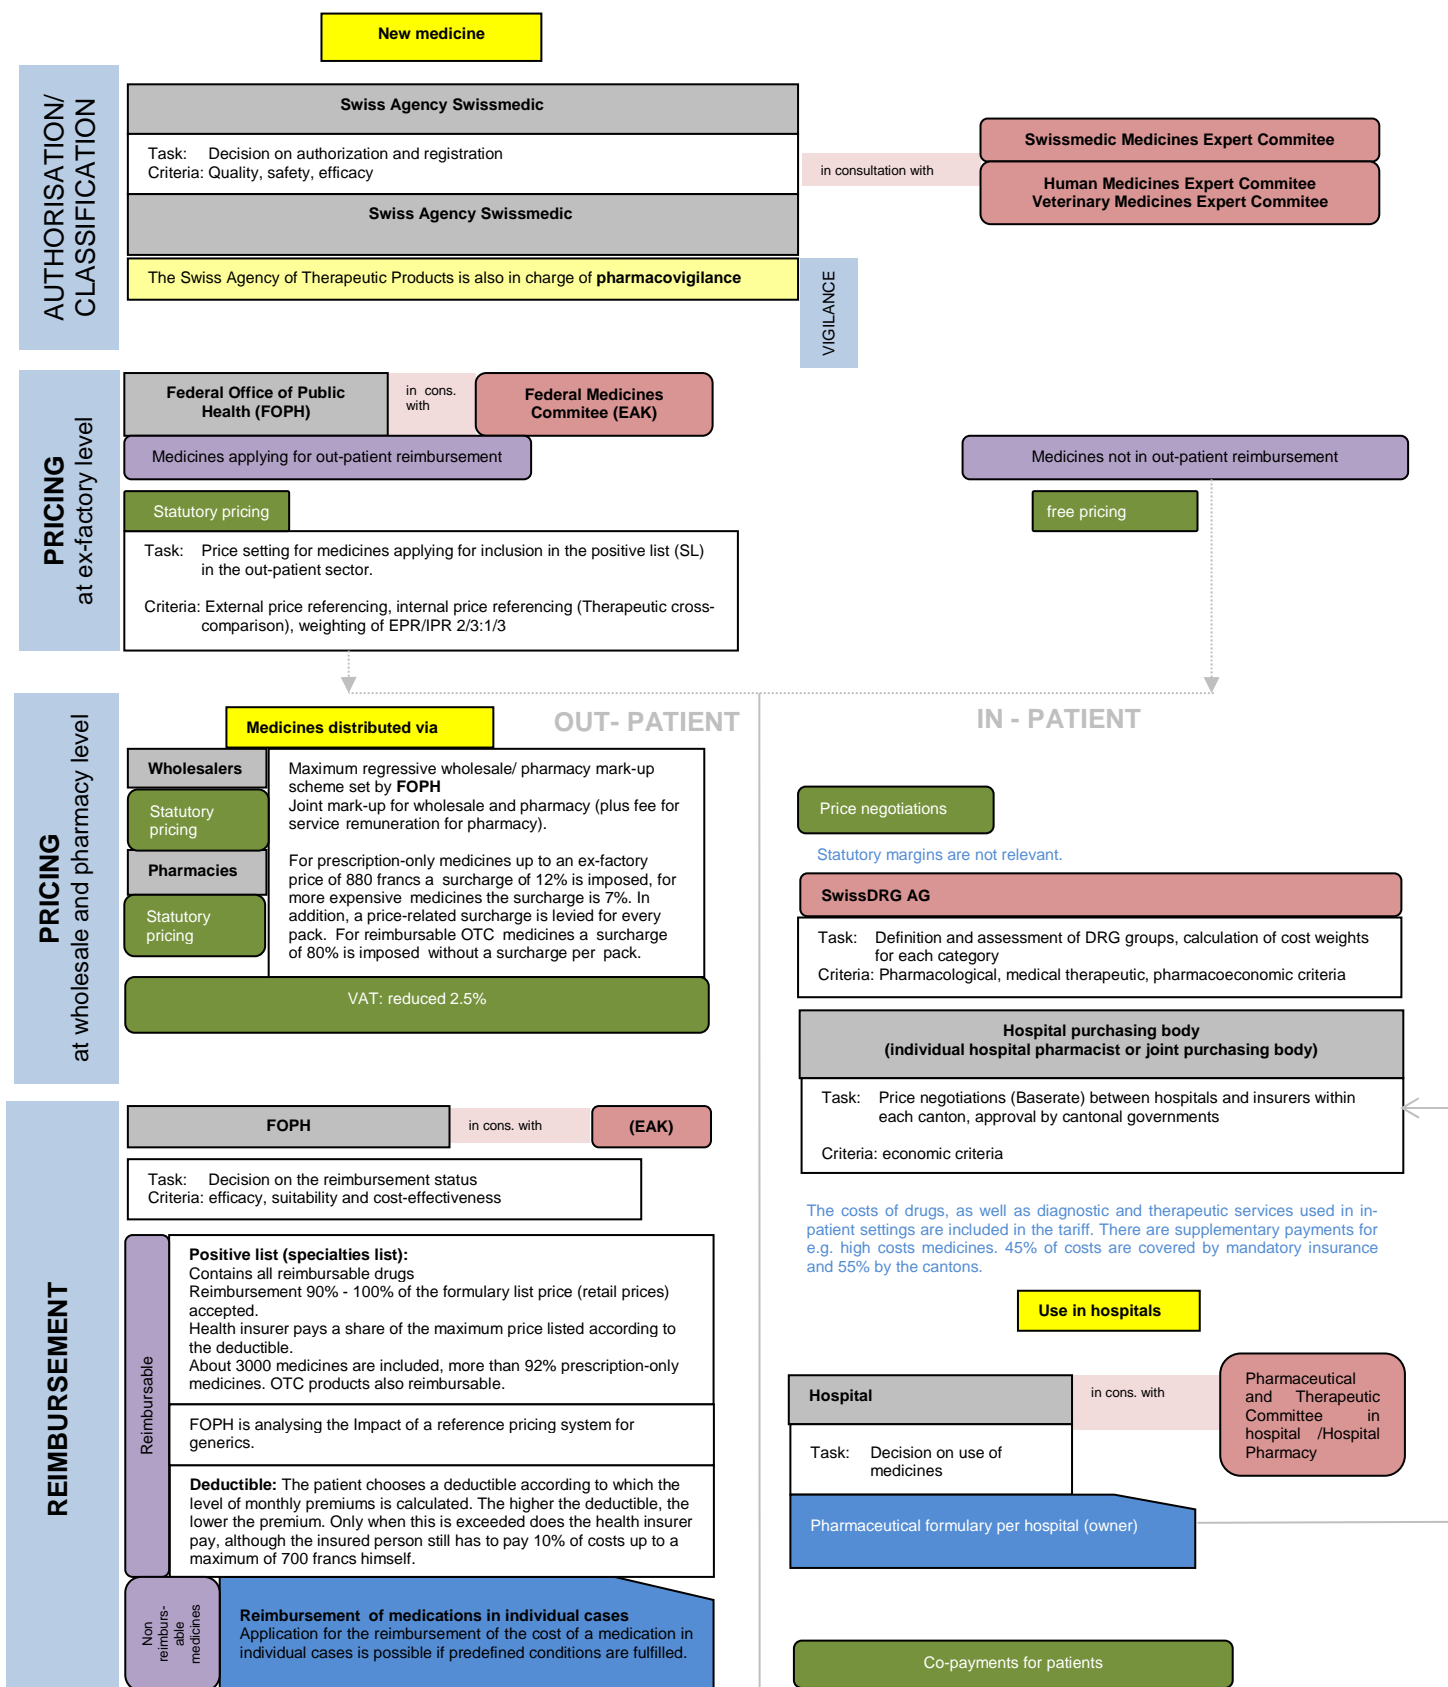 New medicine
AUTHORISATION/
CLASSIFICATION
Swiss Agency Swissmedic
Task: Decision on authorization and registration
Criteria: Quality, safety, efficacy
in consultation with
Swissmedic Medicines Expert Commitee
Human Medicines Expert Commitee
Veterinary Medicines Expert Commitee
Swiss Agency Swissmedic
The Swiss Agency of Therapeutic Products is also in charge of pharmacovigilance
VIGILANCE
PRICING
at ex-factory level
Federal Office of Public
Health (FOPH)
in cons.
with
Federal Medicines
Commitee (EAK)
Medicines applying for out-patient reimbursement
Medicines not in out-patient reimbursement
Statutory pricing
free pricing
Task: Price setting for medicines applying for inclusion in the positive list (SL)
in the out-patient sector.
Criteria: External price referencing, internal price referencing (Therapeutic cross-
comparison), weighting of EPR/IPR 2/3:1/3
PRICING
at wholesale and pharmacy level
Medicines distributed via
OUT- PATIENT
IN - PATIENT
Wholesalers
Statutory
pricing
Pharmacies
Statutory
pricing
Maximum regressive wholesale/ pharmacy mark-up
scheme set by FOPH
Joint mark-up for wholesale and pharmacy (plus fee for
service remuneration for pharmacy).
For prescription-only medicines up to an ex-factory
price of 880 francs a surcharge of 12% is imposed, for
more expensive medicines the surcharge is 7%. In
addition, a price-related surcharge is levied for every
pack. For reimbursable OTC medicines a surcharge
of 80% is imposed without a surcharge per pack.
VAT: reduced 2.5%
Price negotiations
Statutory margins are not relevant.
SwissDRG AG
Task: Definition and assessment of DRG groups, calculation of cost weights
for each category
Criteria: Pharmacological, medical therapeutic, pharmacoeconomic criteria
Hospital purchasing body
(individual hospital pharmacist or joint purchasing body)
Task: Price negotiations (Baserate) between hospitals and insurers within
each canton, approval by cantonal governments
Criteria: economic criteria
The costs of drugs, as well as diagnostic and therapeutic services used in in-
patient settings are included in the tariff. There are supplementary payments for
e.g. high costs medicines. 45% of costs are covered by mandatory insurance
and 55% by the cantons.
REIMBURSEMENT
FOPH
in cons. with
(EAK)
Task: Decision on the reimbursement status
Criteria: efficacy, suitability and cost-effectiveness
Reimbursable
Positive list (specialties list):
Contains all reimbursable drugs
Reimbursement 90% - 100% of the formulary list price (retail prices)
accepted.
Health insurer pays a share of the maximum price listed according to
the deductible.
About 3000 medicines are included, more than 92% prescription-only
medicines. OTC products also reimbursable.
FOPH is analysing the Impact of a reference pricing system for
generics.
Deductible: The patient chooses a deductible according to which the
level of monthly premiums is calculated. The higher the deductible, the
lower the premium. Only when this is exceeded does the health insurer
pay, although the insured person still has to pay 10% of costs up to a
maximum of 700 francs himself.
Non
reimburs-
able
medicines
Reimbursement of medications in individual cases
Application for the reimbursement of the cost of a medication in
individual cases is possible if predefined conditions are fulfilled.
Use in hospitals
Hospital
in cons. with
Pharmaceutical
and Therapeutic
Committee in
hospital /Hospital
Pharmacy
Task: Decision on use of
medicines
Pharmaceutical formulary per hospital (owner)
Co-payments for patients